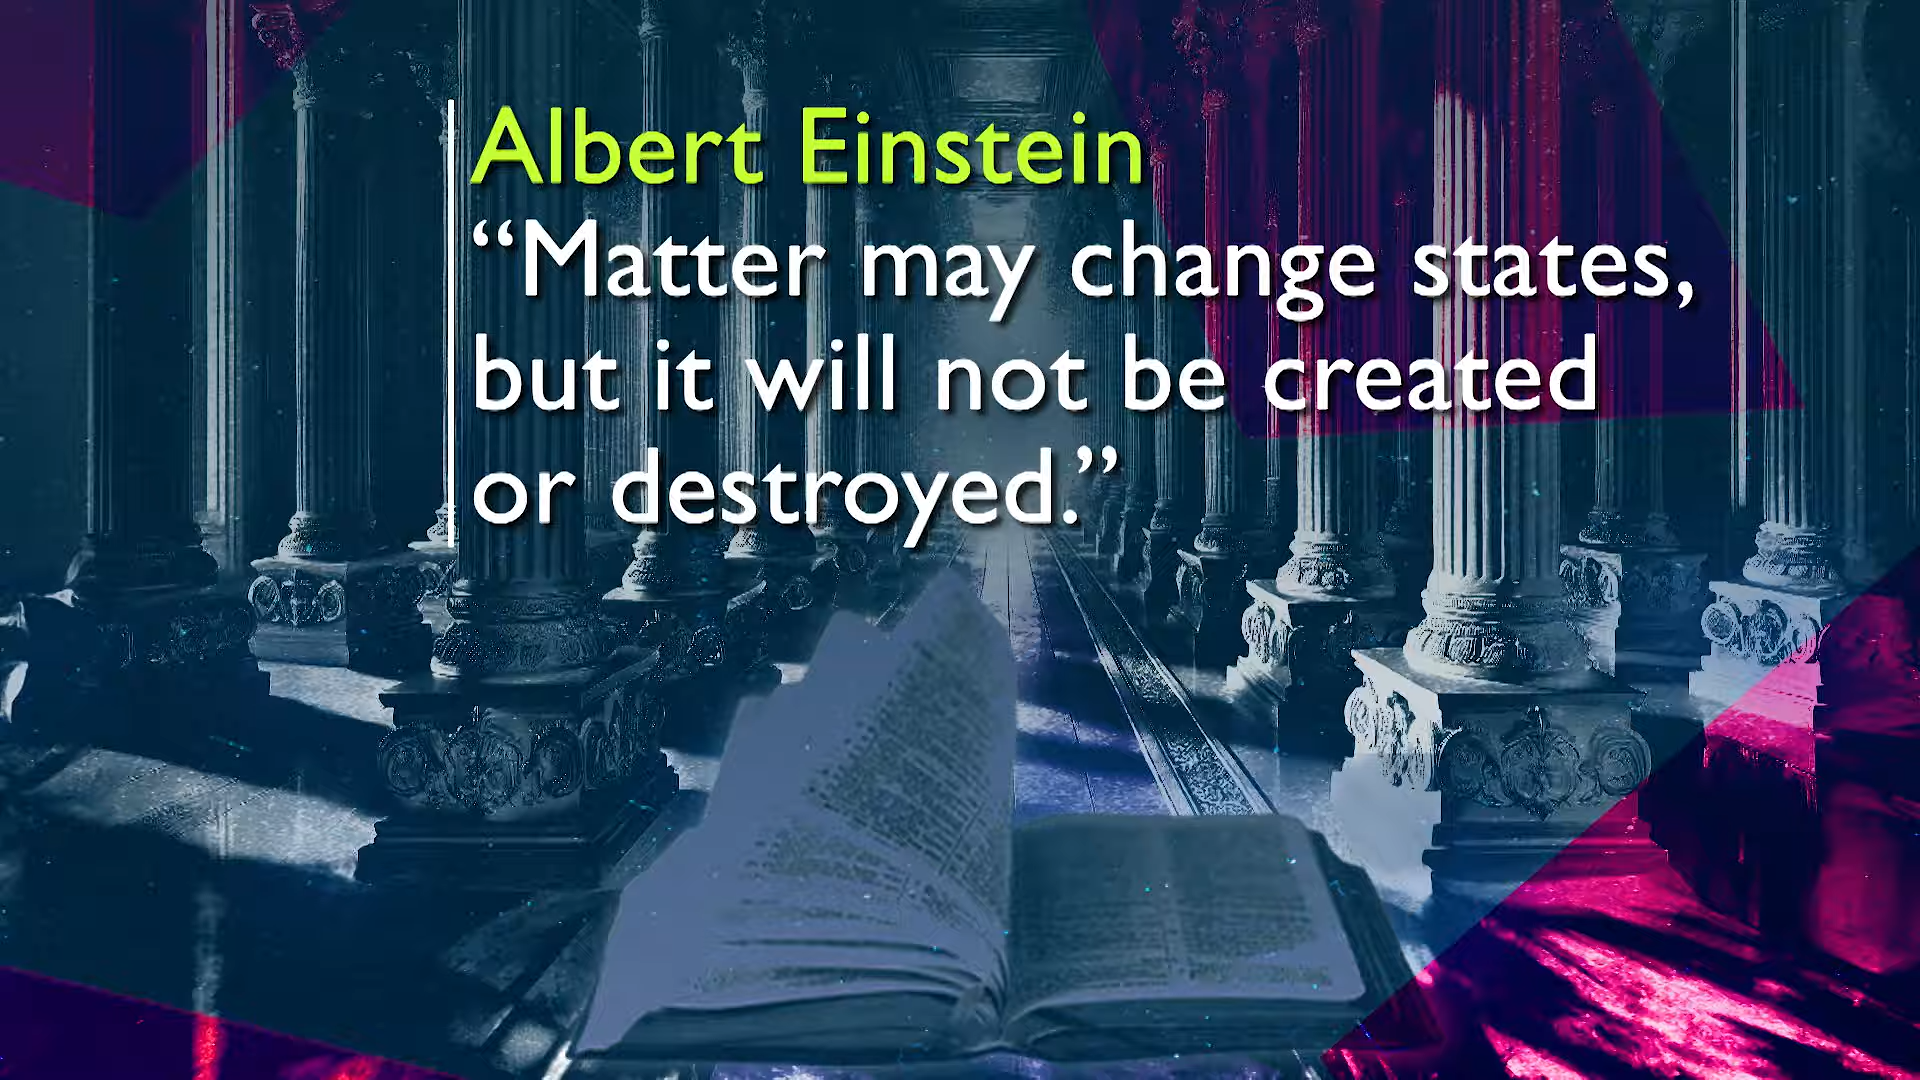 Albert Einstein
“Matter may change states,
but it will not be created
or destroyed.”